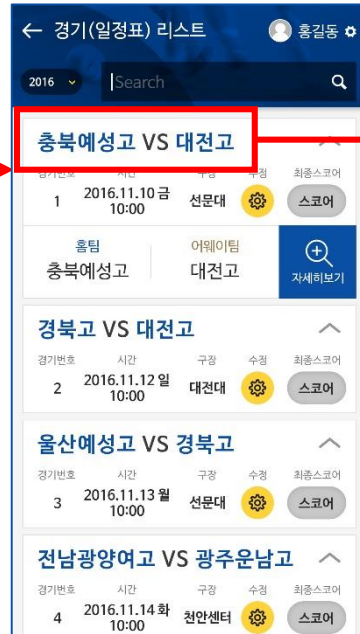 ← 경기(일정표) 리스트 홍길동
2016 Search
충북예성고 VS 대전고
경기번호 시간 구장 수정 최종스코어
1 2016.11.10 금 10:00 선문대 스코어
홈팀 어웨이팀
충북예성고 대전고 자세히보기
경북고 VS 대전고
경기번호 시간 구장 수정 최종스코어
2 2016.11.12 일 10:00 대전대 스코어
울산예성고 VS 경북고
경기번호 시간 구장 수정 최종스코어
3 2016.11.13 월 10:00 선문대 스코어
전남광양여고 VS 광주운남고
경기번호 시간 구장 수정 최종스코어
4 2016.11.14 화 10:00 천안센터 스코어